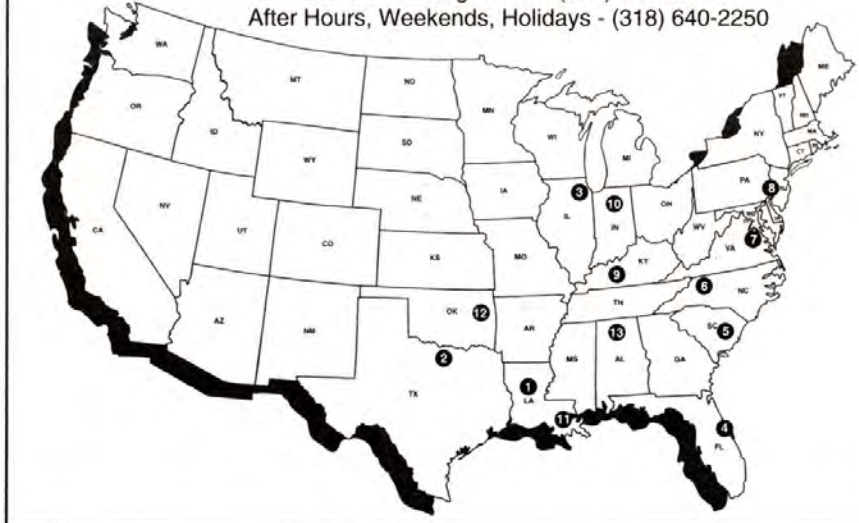 After Hours, Weekends, Holidays - (318) 640-2250
WA
MT
ND
ME
OR
MN
VT
NH
ID
SD
WI
NY
MA
WY
MI
CT
IA
PA
8
NE
3
10
OH
NV
IL
IN
UT
CO
WV
7
CA
KS
MO
VA
KY
9
6
NC
TN
OK
12
AZ
NM
AR
13
SC
5
2
MS
AL
GA
1
TX
LA
11
4
FL